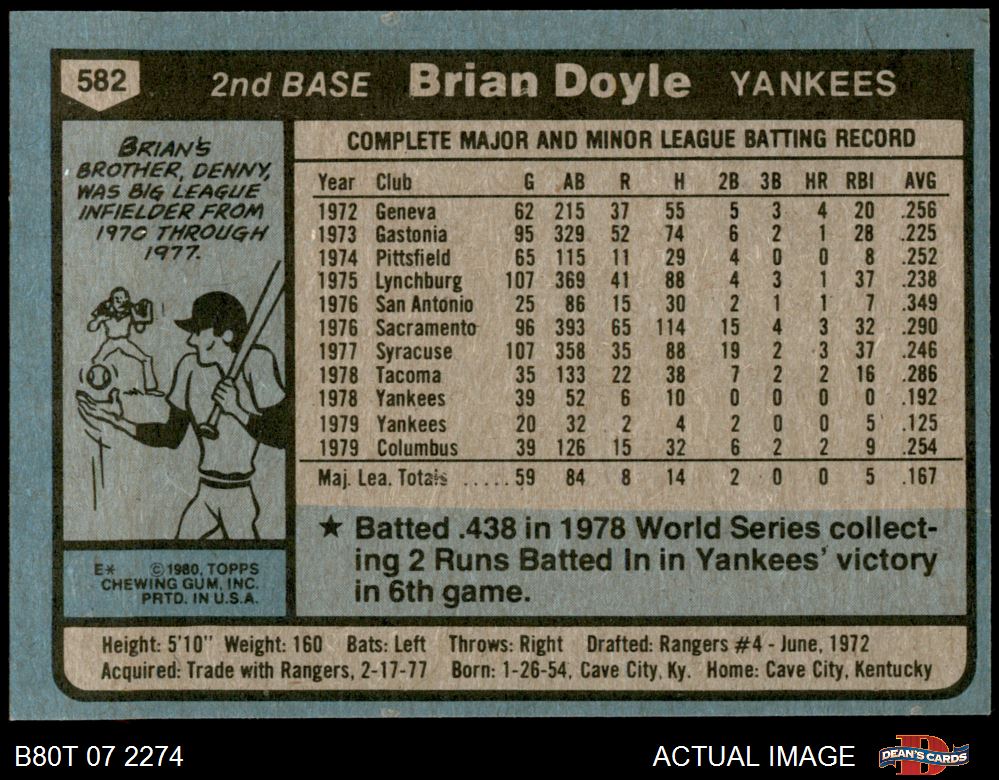 582 2nd BASE Brian Doyle YANKEES
BRIAN'S
BROTHER, DENNY,
WAS BIG LEAGUE
INFIELDER FROM
1970 THROUGH
1977.
COMPLETE MAJOR AND MINOR LEAGUE BATTING RECORD
Year Club G AB R H 2B 3B HR RBI AVG
1972 Geneva 62 215 37 55 5 3 4 20 .256
1973 Gastonia 95 329 52 74 6 2 1 28 .225
1974 Pittsfield 65 115 11 29 4 0 0 8 .252
1975 Lynchburg 107 369 41 88 4 3 1 37 .238
1976 San Antonio 25 86 15 30 2 1 1 7 .349
1976 Sacramento 96 393 65 114 15 4 3 32 .290
1977 Syracuse 107 358 35 88 19 2 3 37 .246
1978 Tacoma 35 133 22 38 7 2 2 16 .286
1978 Yankees 39 52 6 10 0 0 0 0 .192
1979 Yankees 20 32 2 4 2 0 0 5 .125
1979 Columbus 39 126 15 32 6 2 2 9 .254
Maj. Lea. Totals ..... 59 84 8 14 2 0 0 5 .167
★ Batted .438 in 1978 World Series collect-
ing 2 Runs Batted In in Yankees' victory
in 6th game.
E* ©1980, TOPPS
CHEWING GUM, INC.
PRTD. IN U.S.A.
Height: 5'10" Weight: 160 Bats: Left Throws: Right Drafted: Rangers #4 - June, 1972
Acquired: Trade with Rangers, 2-17-77 Born: 1-26-54, Cave City, Ky. Home: Cave City, Kentucky
B80T 07 2274 ACTUAL IMAGE DEAN'S CARDS